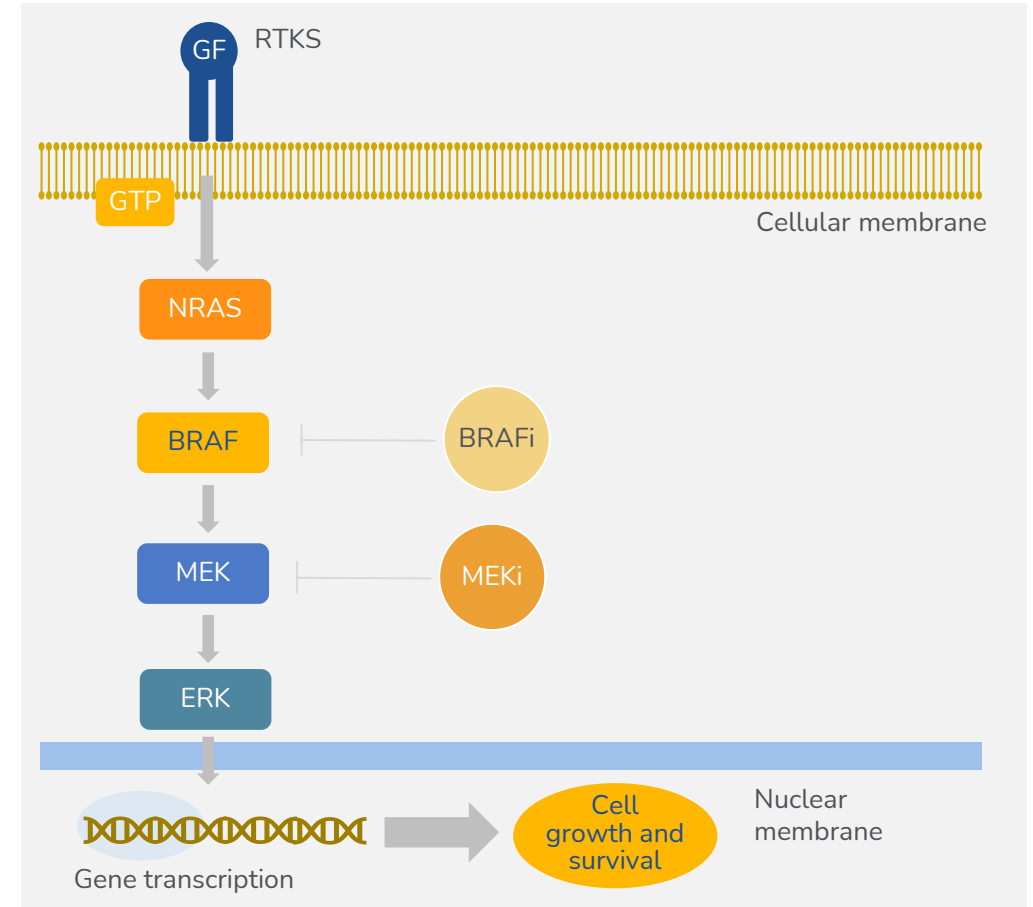 GF
RTKS
GTP
Cellular membrane
NRAS
BRAF
BRAFi
MEK
MEKi
ERK
Cell
growth and
survival
Nuclear
membrane
Gene transcription